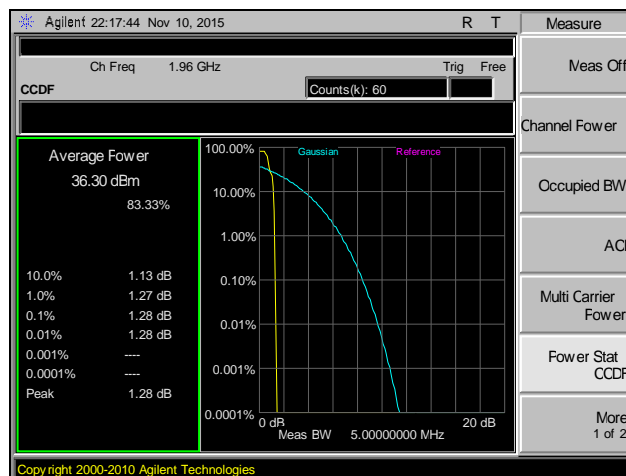 Agilent 22:17:44 Nov 10, 2015 R T
Measure
Ch Freq 1.96 GHz Trig Free
CCDF Counts(k): 60
Meas Off
Channel Fower
Occupied BW
AC
Multi Carrier
Fower
Fower Stat
CCDF
More
1 of 2
Average Fower
36.30 dBm
83.33%
10.0% 1.13 dB
1.0% 1.27 dB
0.1% 1.28 dB
0.01% 1.28 dB
0.001% ----
0.0001% ----
Peak 1.28 dB
Gaussian Reference
100.00%
10.00%
1.00%
0.10%
0.01%
0.001%
0.0001%
0 dB 20 dB
Meas BW 5.00000000 MHz
Copyright 2000-2010 Agilent Technologies